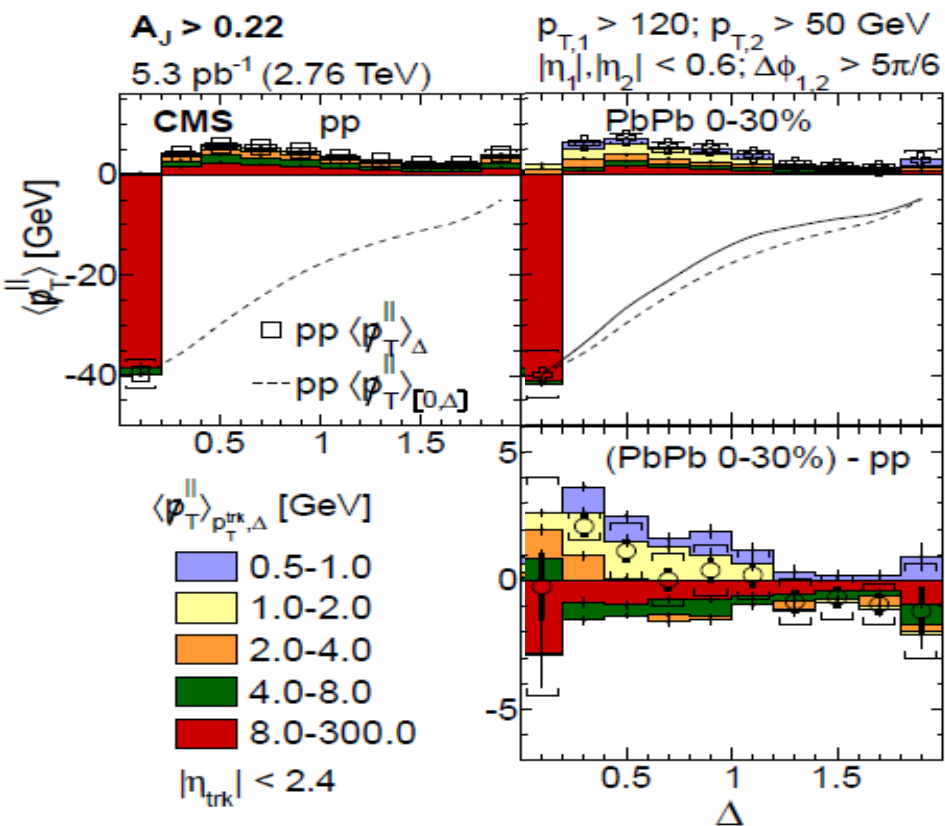 A_J > 0.22
5.3 pb⁻¹ (2.76 TeV)
p_T,1 > 120; p_T,2 > 50 GeV
|η₁|,|η₂| < 0.6; Δϕ₁,₂ > 5π/6
CMS pp
PbPb 0-30%
0
-20
-40
⟨p̸_T^||⟩ [GeV]
pp ⟨p̸_T^||⟩_Δ
pp ⟨p̸_T^||⟩_[0,Δ]
0.5 1 1.5
(PbPb 0-30%) - pp
5
0
-5
⟨p̸_T^||⟩_p_T^trk,Δ [GeV]
0.5-1.0
1.0-2.0
2.0-4.0
4.0-8.0
8.0-300.0
|η_trk| < 2.4
0.5 1 1.5
Δ